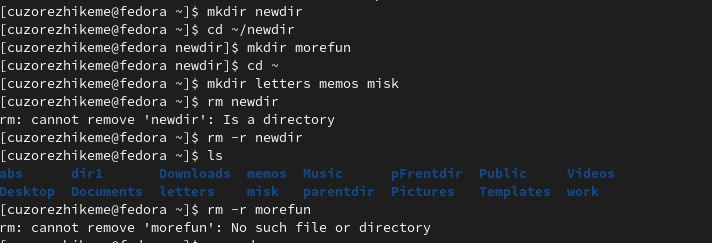 [cuzorezhikeme@fedora ~]$ mkdir newdir
[cuzorezhikeme@fedora ~]$ cd ~/newdir
[cuzorezhikeme@fedora newdir]$ mkdir morefun
[cuzorezhikeme@fedora newdir]$ cd ~
[cuzorezhikeme@fedora ~]$ mkdir letters memos misk
[cuzorezhikeme@fedora ~]$ rm newdir
rm: cannot remove 'newdir': Is a directory
[cuzorezhikeme@fedora ~]$ rm -r newdir
[cuzorezhikeme@fedora ~]$ ls
abs dir1 Downloads memos Music pFrentdir Public Videos
Desktop Documents letters misk parentdir Pictures Templates work
[cuzorezhikeme@fedora ~]$ rm -r morefun
rm: cannot remove 'morefun': No such file or directory